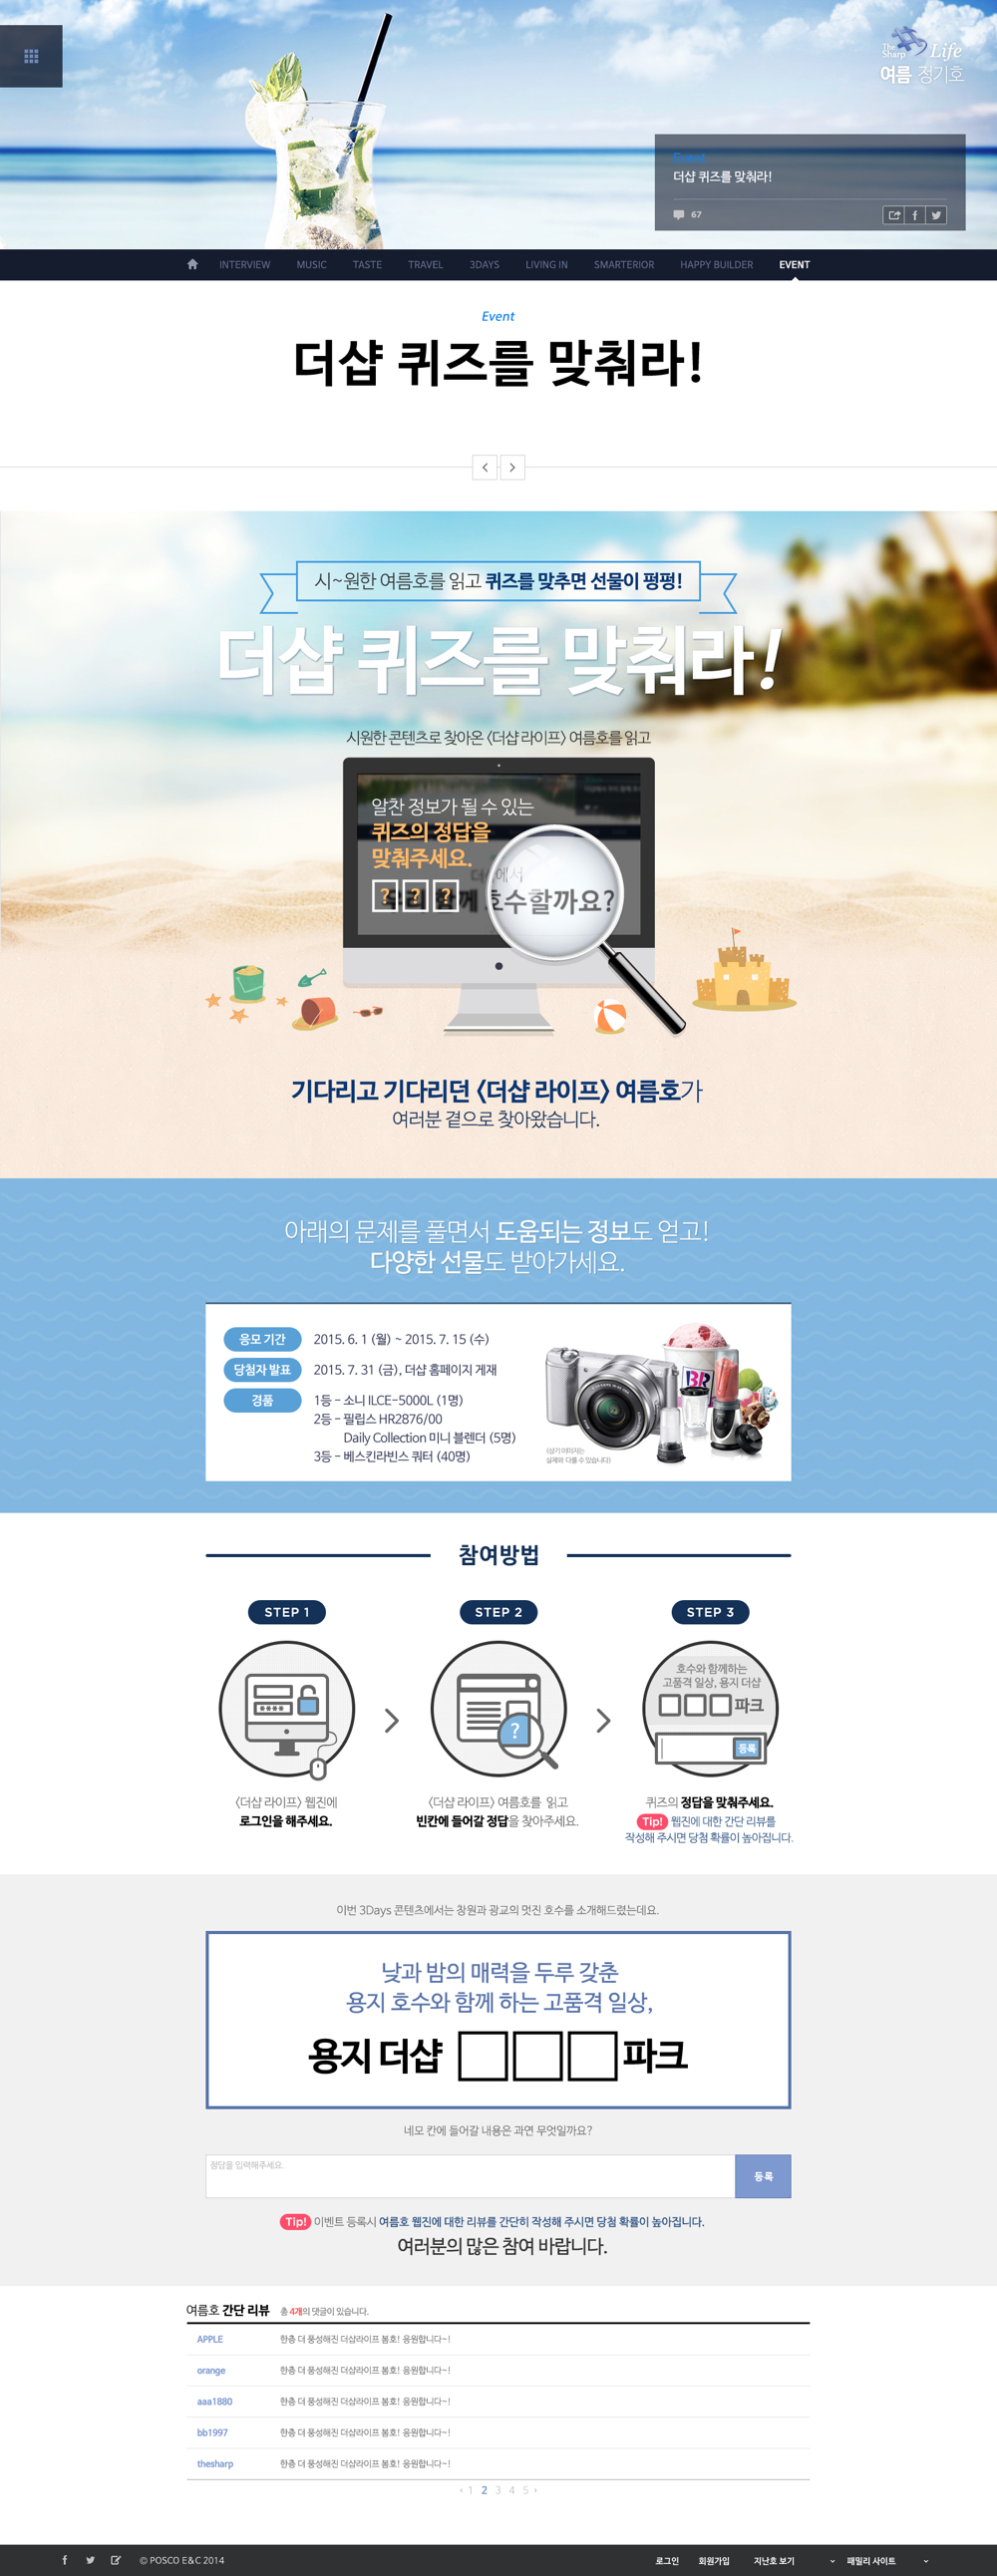 The Sharp Life
여름 정기호
Event
더샵 퀴즈를 맞춰라!
67
INTERVIEW MUSIC TASTE TRAVEL 3DAYS LIVING IN SMARTERIOR HAPPY BUILDER EVENT
Event
더샵 퀴즈를 맞춰라!
시~원한 여름호를 읽고 퀴즈를 맞추면 선물이 펑펑!
더샵 퀴즈를 맞춰라!
시원한 콘텐츠로 찾아온 <더샵 라이프> 여름호를 읽고
알찬 정보가 될 수 있는
퀴즈의 정답을
맞춰주세요.
? ? ?
수할까요?
기다리고 기다리던 <더샵 라이프> 여름호가
여러분 곁으로 찾아왔습니다.
아래의 문제를 풀면서 도움되는 정보도 얻고!
다양한 선물도 받아가세요.
응모 기간 2015. 6. 1 (월) ~ 2015. 7. 15 (수)
당첨자 발표 2015. 7. 31 (금), 더샵 홈페이지 게재
경품 1등 – 소니 ILCE-5000L (1명)
2등 – 필립스 HR2876/00
Daily Collection 미니 블렌더 (5명)
3등 – 베스킨라빈스 쿼터 (40명)
BR
(상기 이미지는
실제와 다를 수 있습니다)
참여방법
STEP 1 STEP 2 STEP 3
****
?
호수와 함께하는
고품격 일상, 용지 더샵
□□□파크
등록
<더샵 라이프> 웹진에
로그인을 해주세요.
<더샵 라이프> 여름호를 읽고
빈칸에 들어갈 정답을 찾아주세요.
퀴즈의 정답을 맞춰주세요.
Tip! 웹진에 대한 간단 리뷰를
작성해 주시면 당첨 확률이 높아집니다.
이번 3Days 콘텐츠에서는 창원과 광교의 멋진 호수를 소개해드렸는데요.
낮과 밤의 매력을 두루 갖춘
용지 호수와 함께 하는 고품격 일상,
용지 더샵 □□□파크
네모 칸에 들어갈 내용은 과연 무엇일까요?
정답을 입력해주세요.
등록
Tip! 이벤트 등록시 여름호 웹진에 대한 리뷰를 간단히 작성해 주시면 당첨 확률이 높아집니다.
여러분의 많은 참여 바랍니다.
여름호 간단 리뷰 총 4개의 댓글이 있습니다.
APPLE 한층 더 풍성해진 더샵라이프 봄호! 응원합니다~!
orange 한층 더 풍성해진 더샵라이프 봄호! 응원합니다~!
aaa1880 한층 더 풍성해진 더샵라이프 봄호! 응원합니다~!
bb1997 한층 더 풍성해진 더샵라이프 봄호! 응원합니다~!
thesharp 한층 더 풍성해진 더샵라이프 봄호! 응원합니다~!
1 2 3 4 5
© POSCO E&C 2014
로그인 회원가입 지난호 보기 패밀리 사이트